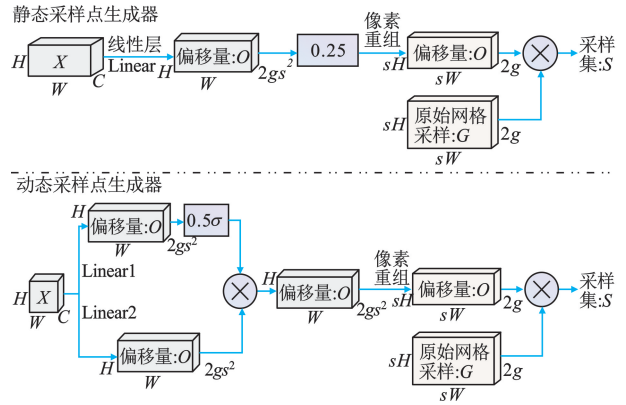 静态采样点生成器
H X W C
线性层
Linear
H 偏移量:O W 2gs²
0.25
像素
重组
sH 偏移量:O sW 2g
×
采样
集:S
sH 原始网格
采样:G sW 2g
动态采样点生成器
H X W C
Linear1
Linear2
H 偏移量:O W 2gs²
0.5σ
H 偏移量:O W 2gs²
×
H 偏移量:O W 2gs²
像素
重组
sH 偏移量:O sW 2g
×
采样
集:S
sH 原始网格
采样:G sW 2g